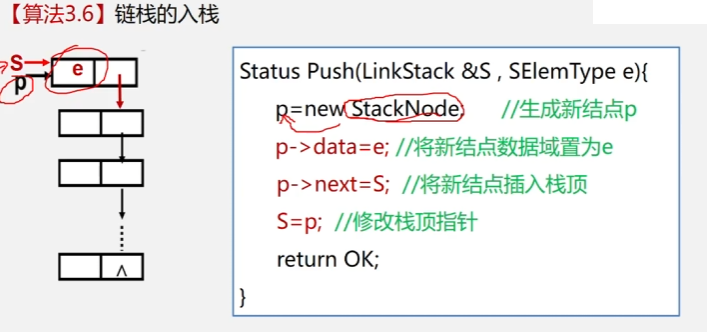 【算法3.6】链栈的入栈
S
p
e
∧
Status Push(LinkStack &S , SElemType e){
p=new StackNode; //生成新结点p
p->data=e; //将新结点数据域置为e
p->next=S; //将新结点插入栈顶
S=p; //修改栈顶指针
return OK;
}